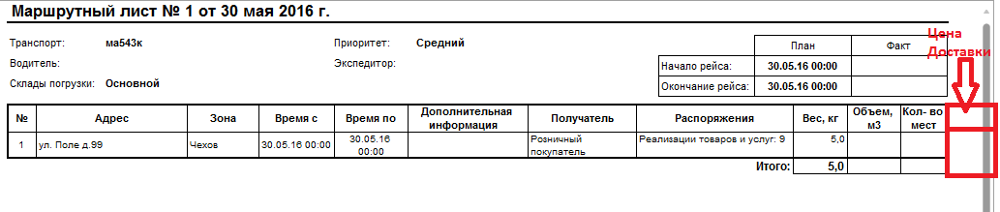 Маршрутный лист № 1 от 30 мая 2016 г.
Цена
Доставки
Транспорт: ма543к Приоритет: Средний План Факт
Водитель: Экспедитор: Начало рейса: 30.05.16 00:00
Склады погрузки: Основной Окончание рейса: 30.05.16 00:00
№ Адрес Зона Время с Время по Дополнительная информация Получатель Распоряжения Вес, кг Объем, м3 Кол- во мест
1 ул. Поле д.99 Чехов 30.05.16 00:00 30.05.16 00:00 Розничный покупатель Реализации товаров и услуг: 9 5,0
Итого: 5,0